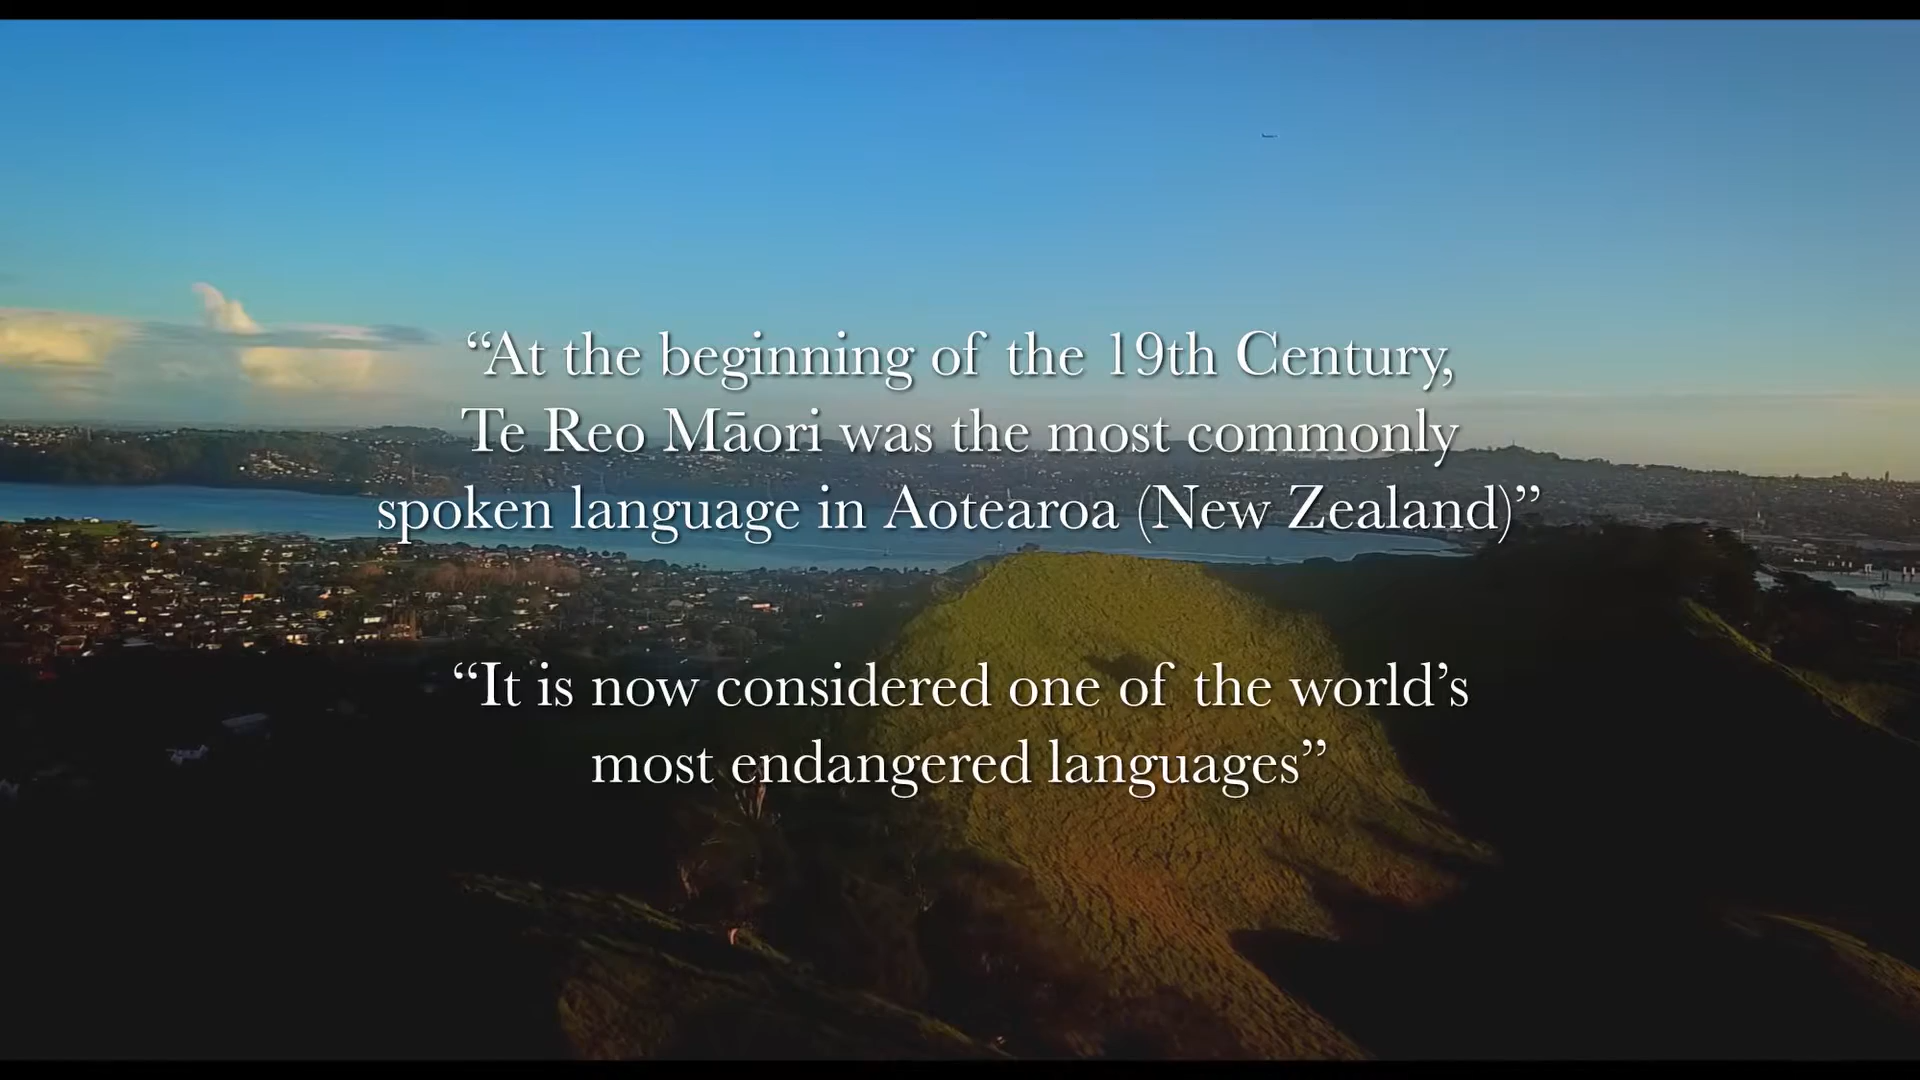 “At the beginning of the 19th Century,
Te Reo Māori was the most commonly
spoken language in Aotearoa (New Zealand)”
“It is now considered one of the world’s
most endangered languages”